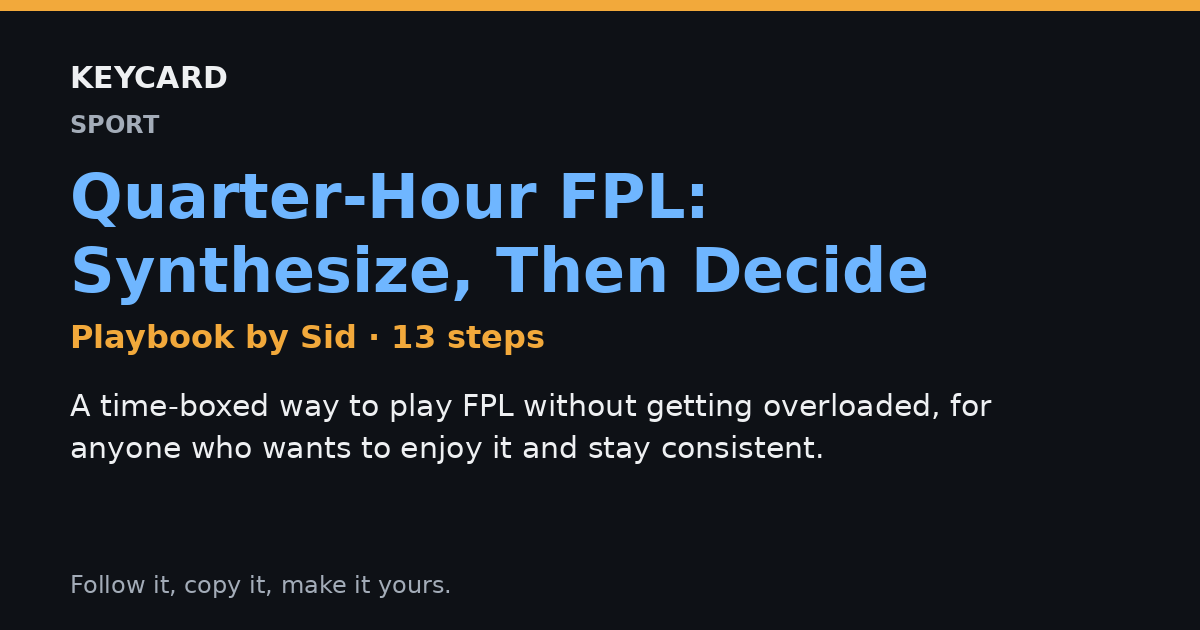 KEYCARD
SPORT
Quarter-Hour FPL:
Synthesize, Then Decide
Playbook by Sid · 13 steps
A time-boxed way to play FPL without getting overloaded, for
anyone who wants to enjoy it and stay consistent.
Follow it, copy it, make it yours.